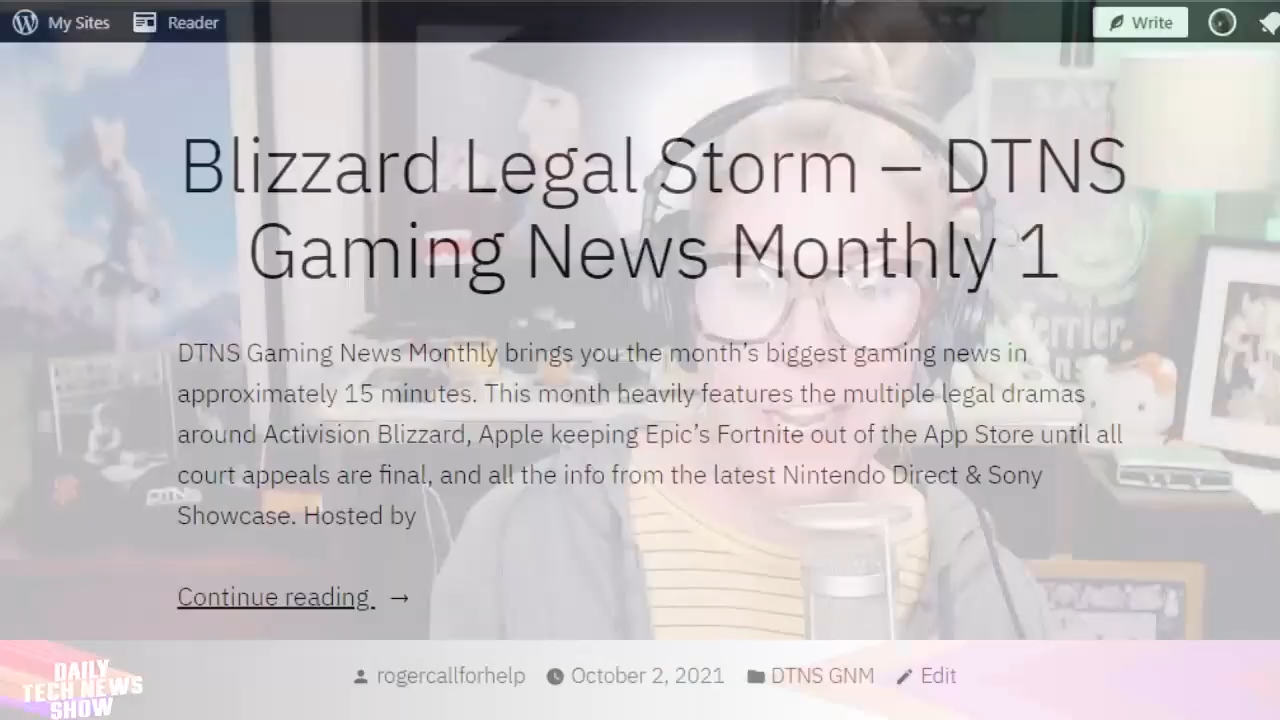 My Sites
Reader
Write
Blizzard Legal Storm – DTNS
Gaming News Monthly 1
DTNS Gaming News Monthly brings you the month's biggest gaming news in
approximately 15 minutes. This month heavily features the multiple legal dramas
around Activision Blizzard, Apple keeping Epic's Fortnite out of the App Store until all
court appeals are final, and all the info from the latest Nintendo Direct & Sony
Showcase. Hosted by
Continue reading →
rogercallforhelp
October 2, 2021
DTNS GNM
Edit
DAILY
TECH NEWS
SHOW
DTNS